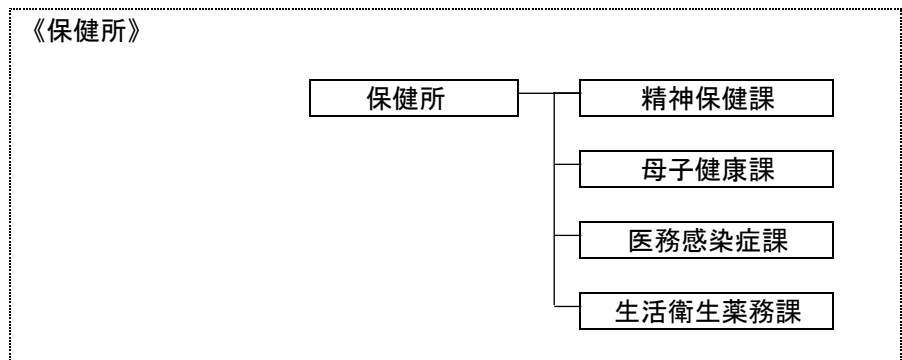 《保健所》
保健所
精神保健課
母子健康課
医務感染症課
生活衛生薬務課